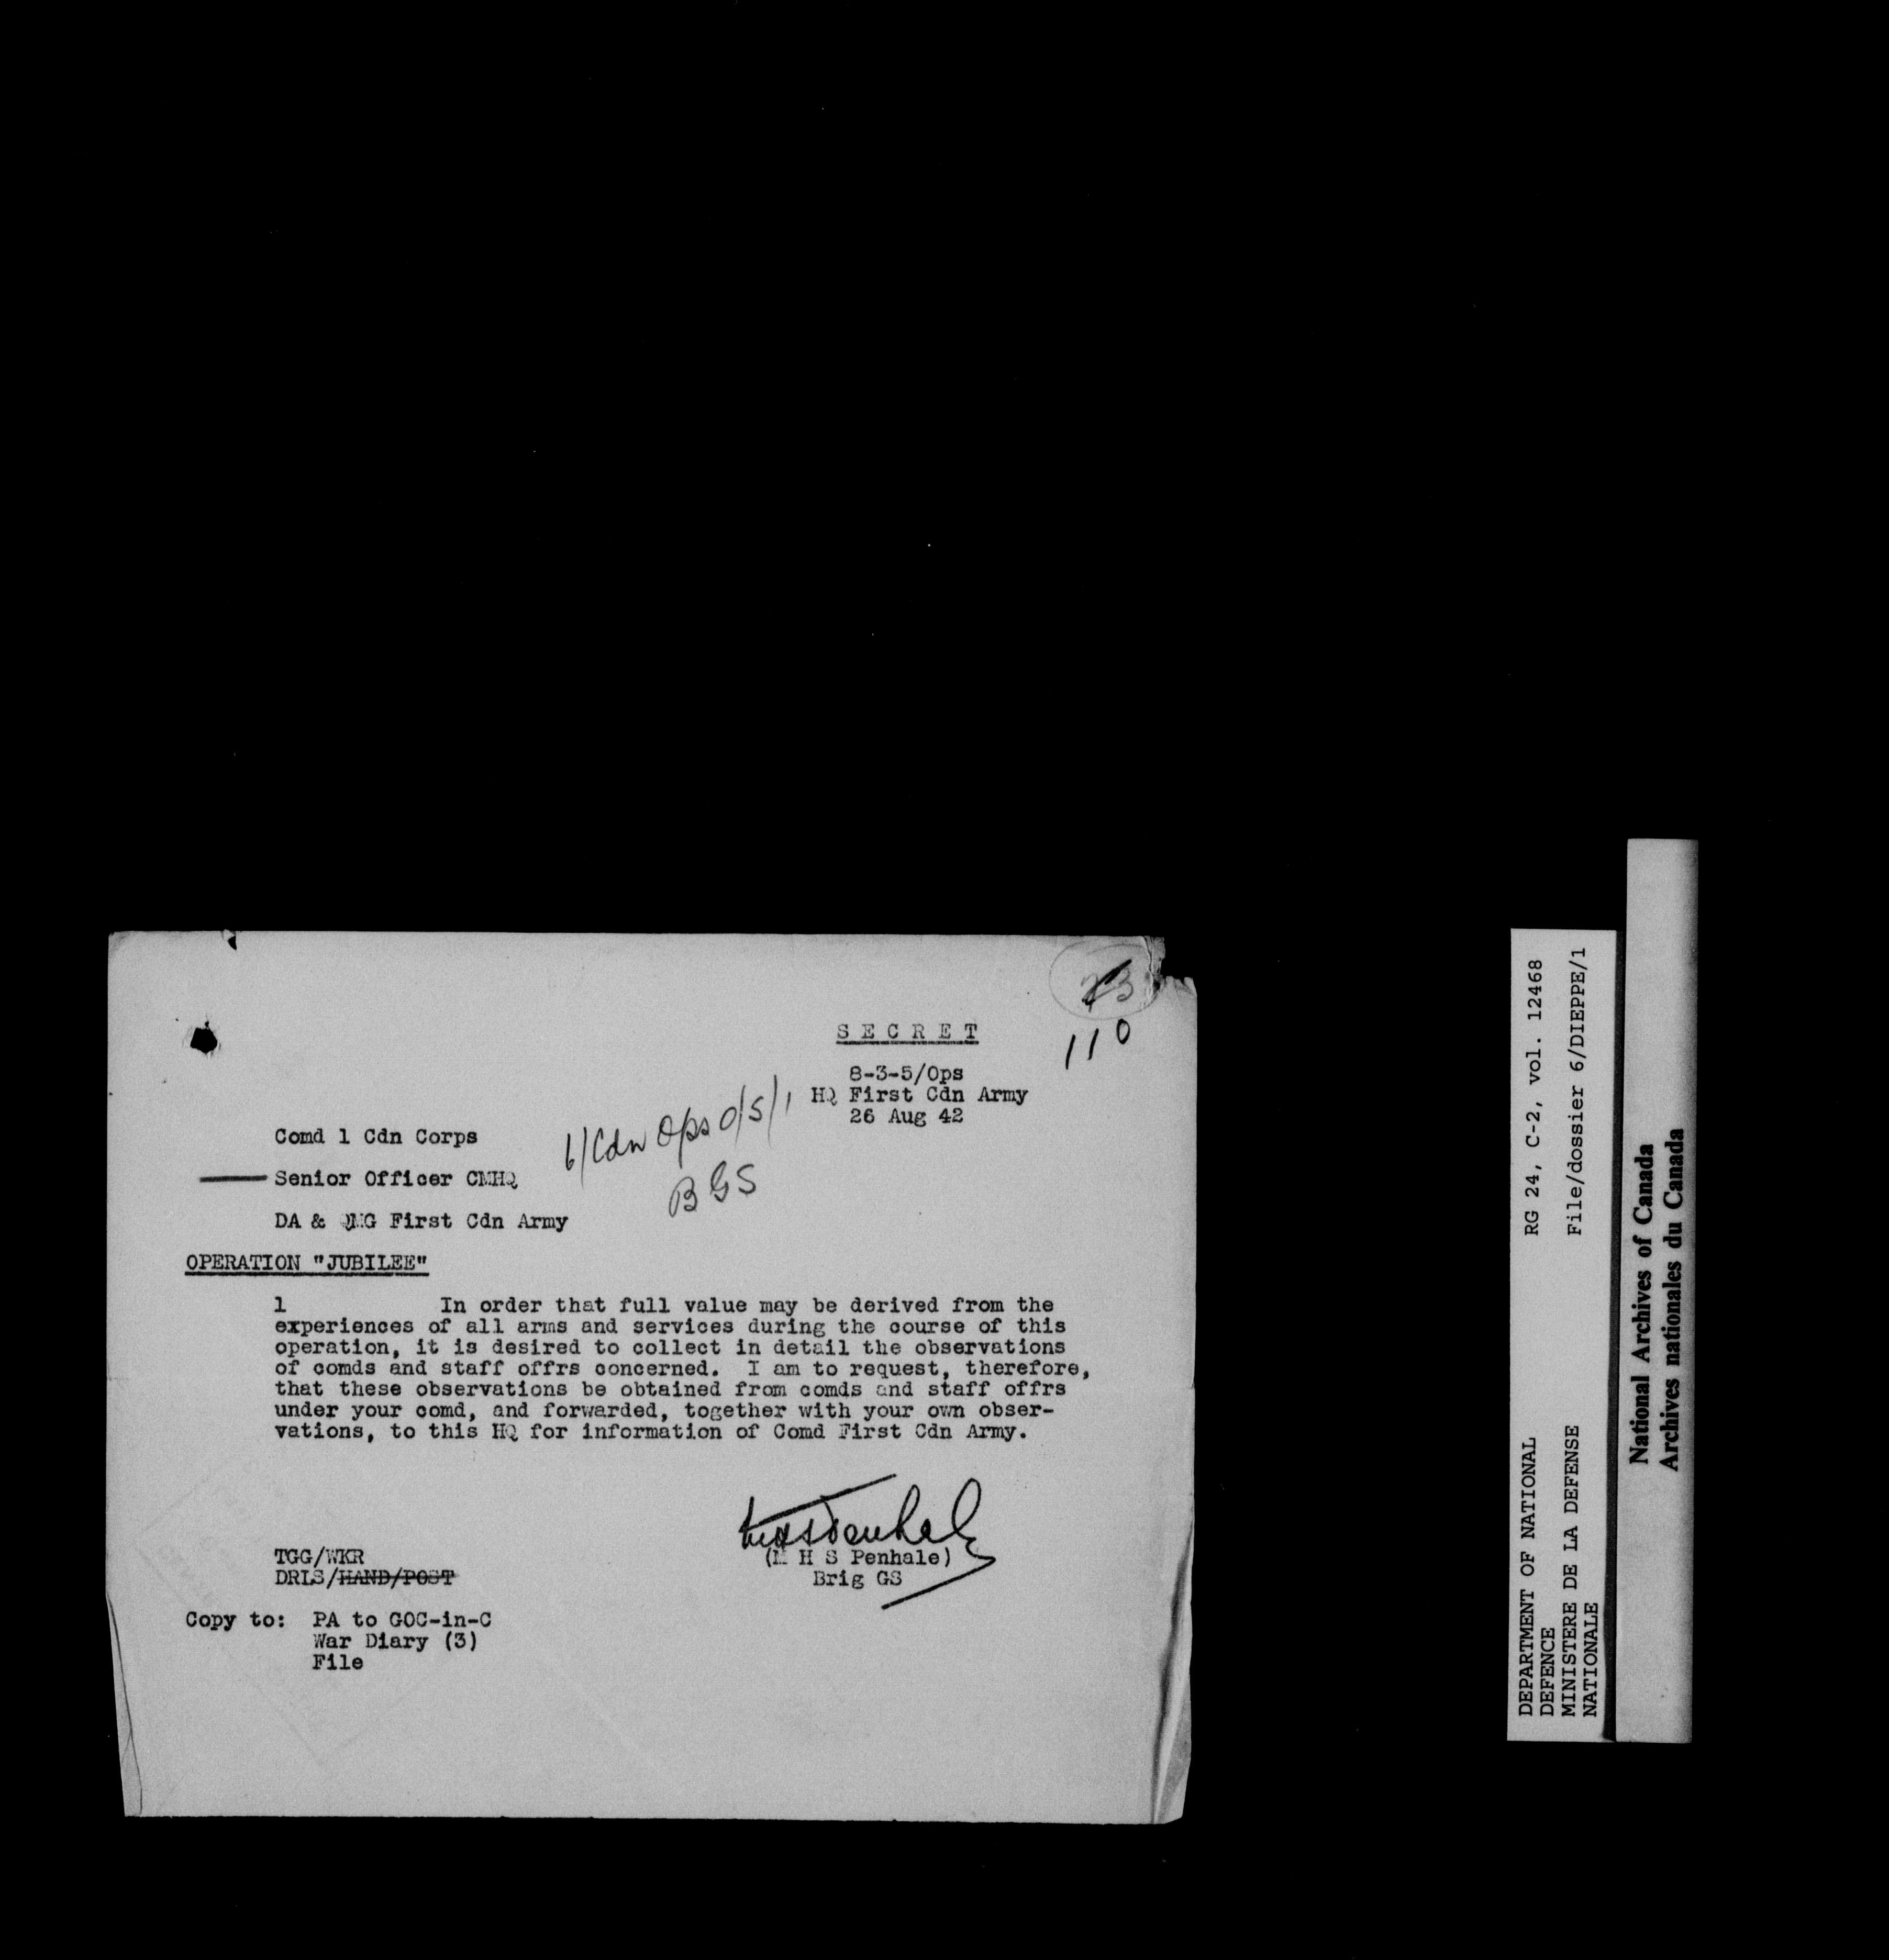 S E C R E T
110
8-3-5/Ops
HQ First Cdn Army
26 Aug 42
6/Cdn Ops O/S/1
BGS
Comd 1 Cdn Corps
Senior Officer CMHQ
DA & QMG First Cdn Army
OPERATION "JUBILEE"
1 In order that full value may be derived from the
experiences of all arms and services during the course of this
operation, it is desired to collect in detail the observations
of comds and staff offrs concerned. I am to request, therefore,
that these observations be obtained from comds and staff offrs
under your comd, and forwarded, together with your own obser-
vations, to this HQ for information of Comd First Cdn Army.
(M H S Penhale)
Brig GS
TGG/WKR
DRLS/HAND/POST
Copy to: PA to GOC-in-C
War Diary (3)
File
DEPARTMENT OF NATIONAL
DEFENCE
MINISTERE DE LA DEFENSE
NATIONALE
RG 24, C-2, vol. 12468
File/dossier 6/DIEPPE/1
National Archives of Canada
Archives nationales du Canada